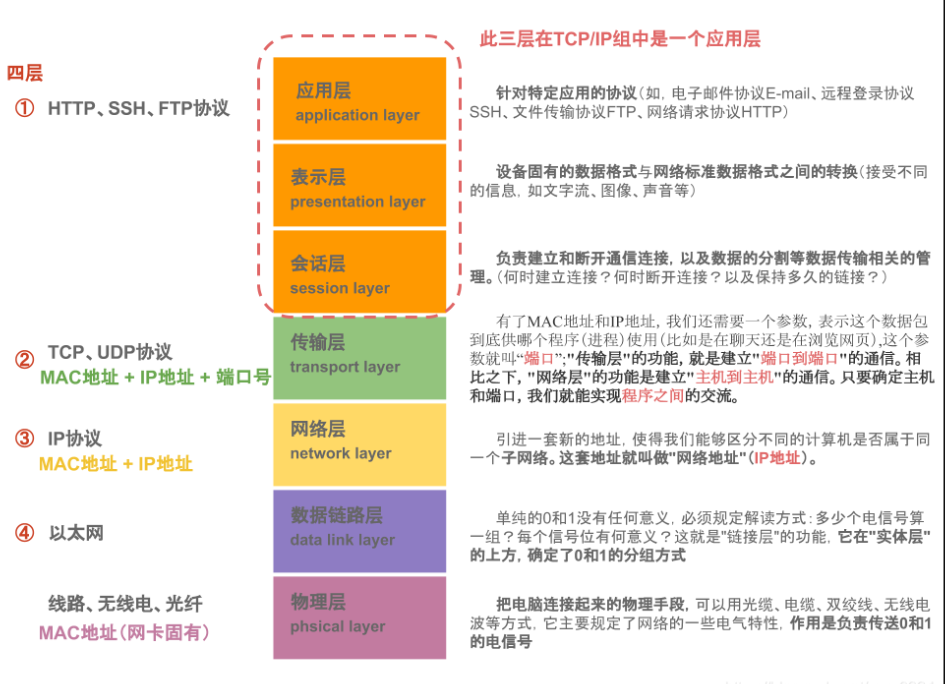 此三层在TCP/IP组中是一个应用层
四层
① HTTP、SSH、FTP协议
应用层
application layer
针对特定应用的协议(如, 电子邮件协议E-mail、远程登录协议
SSH、文件传输协议FTP、网络请求协议HTTP)
表示层
presentation layer
设备固有的数据格式与网络标准数据格式之间的转换(接受不同
的信息, 如文字流、图像、声音等)
会话层
session layer
负责建立和断开通信连接, 以及数据的分割等数据传输相关的管
理。(何时建立连接?何时断开连接?以及保持多久的链接?)
② TCP、UDP协议
MAC地址 + IP地址 + 端口号
传输层
transport layer
有了MAC地址和IP地址, 我们还需要一个参数, 表示这个数据包
到底供哪个程序(进程)使用(比如是在聊天还是在浏览网页),这个参
数就叫“端口”;"传输层"的功能, 就是建立"端口到端口"的通信。相
比之下, "网络层"的功能是建立"主机到主机"的通信。只要确定主机
和端口, 我们就能实现程序之间的交流。
③ IP协议
MAC地址 + IP地址
网络层
network layer
引进一套新的地址, 使得我们能够区分不同的计算机是否属于同
一个子网络。这套地址就叫做"网络地址"(IP地址)。
④ 以太网
数据链路层
data link layer
单纯的0和1没有任何意义, 必须规定解读方式:多少个电信号算
一组?每个信号位有何意义?这就是"链接层"的功能, 它在"实体层"
的上方, 确定了0和1的分组方式
线路、无线电、光纤
MAC地址(网卡固有)
物理层
phsical layer
把电脑连接起来的物理手段, 可以用光缆、电缆、双绞线、无线电
波等方式, 它主要规定了网络的一些电气特性, 作用是负责传送0和1
的电信号